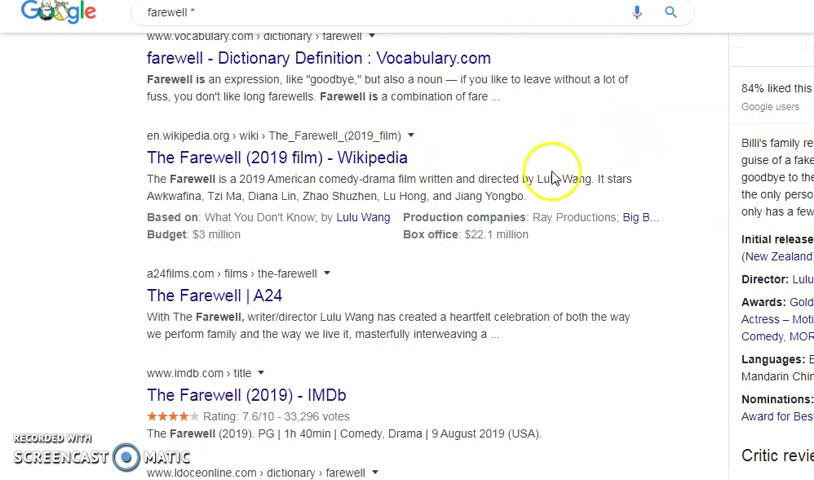 Google
farewell *
www.vocabulary.com › dictionary › farewell
farewell - Dictionary Definition : Vocabulary.com
Farewell is an expression, like "goodbye," but also a noun — if you like to leave without a lot of
fuss, you don't like long farewells. Farewell is a combination of fare ...
en.wikipedia.org › wiki › The_Farewell_(2019_film)
The Farewell (2019 film) - Wikipedia
The Farewell is a 2019 American comedy-drama film written and directed by Lulu Wang. It stars
Awkwafina, Tzi Ma, Diana Lin, Zhao Shuzhen, Lu Hong, and Jiang Yongbo.
Based on: What You Don't Know; by Lulu Wang Production companies: Ray Productions; Big B...
Budget: $3 million Box office: $22.1 million
a24films.com › films › the-farewell
The Farewell | A24
With The Farewell, writer/director Lulu Wang has created a heartfelt celebration of both the way
we perform family and the way we live it, masterfully interweaving a ...
www.imdb.com › title
The Farewell (2019) - IMDb
Rating: 7.6/10 - 33,296 votes
The Farewell (2019). PG | 1h 40min | Comedy, Drama | 9 August 2019 (USA).
www.ldoceonline.com › dictionary › farewell
84% liked this
Google users
Billi's family re
guise of a fake
goodbye to the
the only person
only has a few
Initial release
(New Zealand)
Director: Lulu
Awards: Gold
Actress – Moti
Comedy, MOR
Languages: E
Mandarin Chin
Nominations:
Award for Best
Critic revie
RECORDED WITH
SCREENCAST MATIC